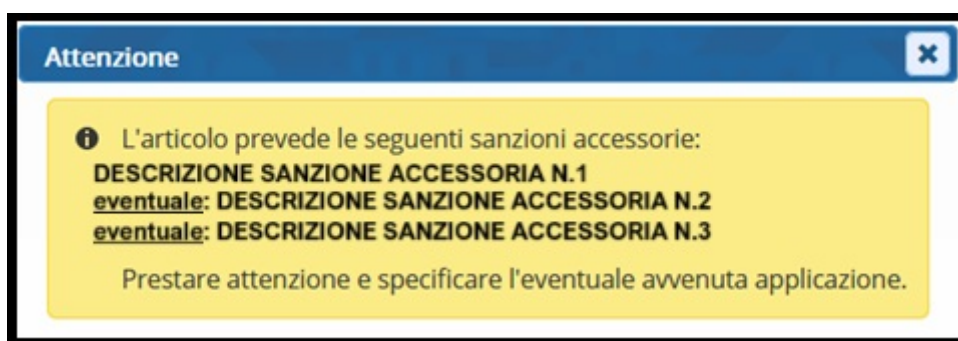 Attenzione
L'articolo prevede le seguenti sanzioni accessorie:
DESCRIZIONE SANZIONE ACCESSORIA N.1
eventuale: DESCRIZIONE SANZIONE ACCESSORIA N.2
eventuale: DESCRIZIONE SANZIONE ACCESSORIA N.3
Prestare attenzione e specificare l'eventuale avvenuta applicazione.